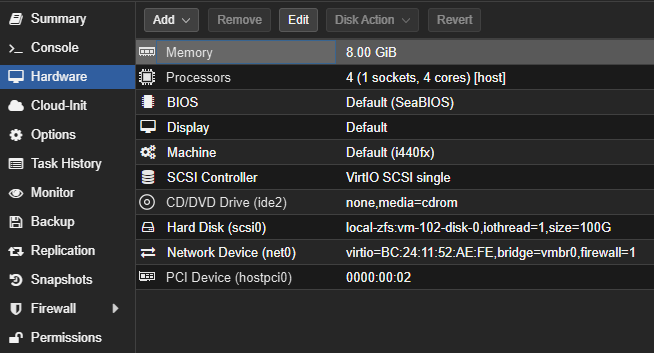 Summary
Console
Hardware
Cloud-Init
Options
Task History
Monitor
Backup
Replication
Snapshots
Firewall
Permissions
Add Remove Edit Disk Action Revert
Memory 8.00 GiB
Processors 4 (1 sockets, 4 cores) [host]
BIOS Default (SeaBIOS)
Display Default
Machine Default (i440fx)
SCSI Controller VirtIO SCSI single
CD/DVD Drive (ide2) none,media=cdrom
Hard Disk (scsi0) local-zfs:vm-102-disk-0,iothread=1,size=100G
Network Device (net0) virtio=BC:24:11:52:AE:FE,bridge=vmbr0,firewall=1
PCI Device (hostpci0) 0000:00:02